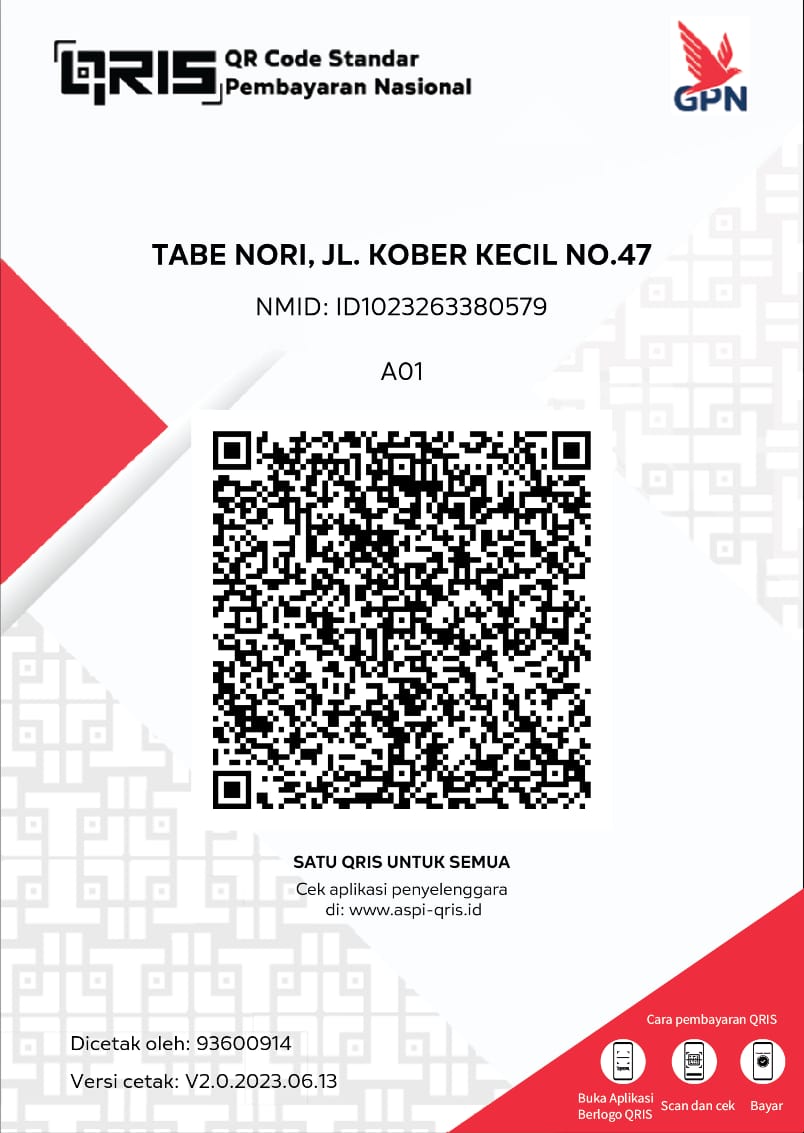 QRIS
QR Code Standar
Pembayaran Nasional
GPN
TABE NORI, JL. KOBER KECIL NO.47
NMID: ID1023263380579
A01
SATU QRIS UNTUK SEMUA
Cek aplikasi penyelenggara
di: www.aspi-qris.id
Dicetak oleh: 93600914
Versi cetak: V2.0.2023.06.13
Cara pembayaran QRIS
Buka Aplikasi
Berlogo QRIS
Scan dan cek
Bayar